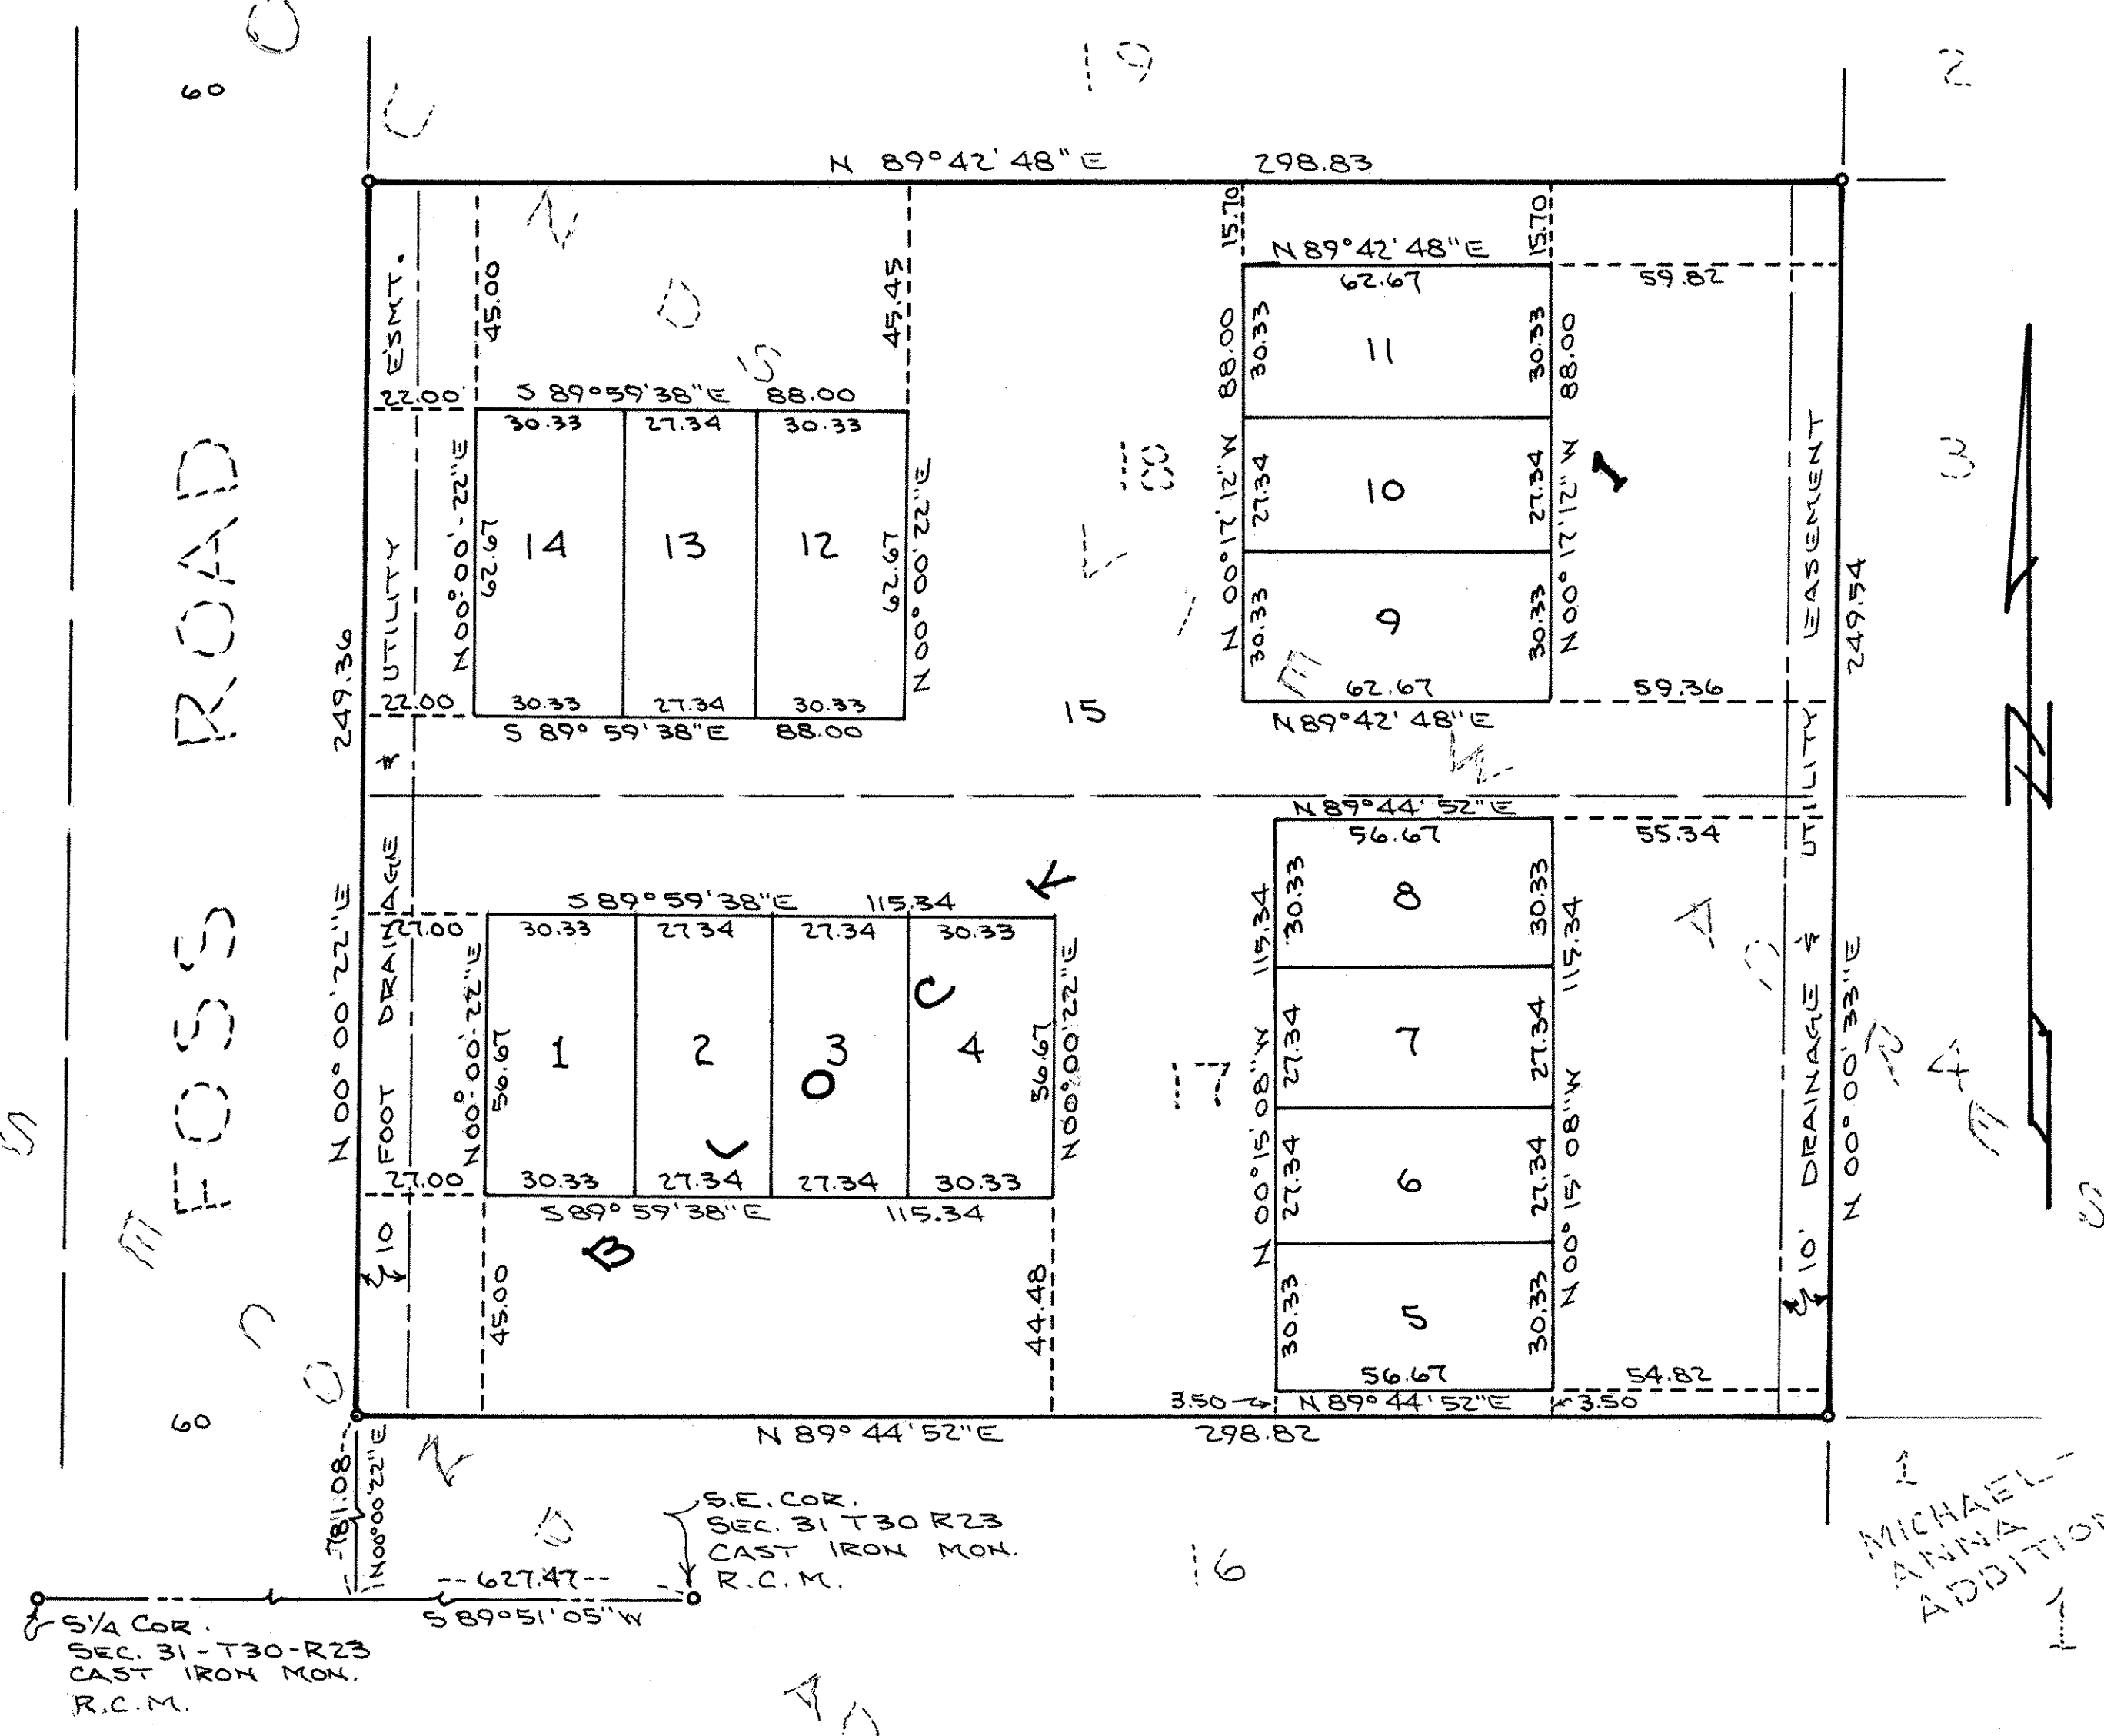 60
19
2
N 89°42'48"E 298.83
15.70
15.70
N 89°42'48"E
62.67
59.82
45.00
45.45
30.33
11
30.33
88.00
88.00
22.00
S 89°59'38"E 88.00
30.33 27.34 30.33
N 00°-00'-22"E
62.67
14 13 12
62.67
N 00°00'22"E
18
N 00°17'12"W
27.34
10
27.34
N 00°17'12"W
1
3
30.33
9
30.33
62.67
59.36
N 89°42'48"E
22.00
30.33 27.34 30.33
S 89°59'38"E 88.00
15
249.36
N 00°00'22"E
249.54
N 00°00'33"E
FOSS ROAD
10 FOOT DRAINAGE & UTILITY ESMT.
10' DRAINAGE & UTILITY EASEMENT
N 89°44'52"E
56.67
55.34
30.33
8
30.33
115.34
115.34
S 89°59'38"E 115.34
27.00
30.33 27.34 27.34 30.33
N 00°-00'-22"E
56.67
1 2 3 4
56.67
N 00°00'22"E
BLOCK
17
N 00°15'08"W
27.34
7
27.34
N 00°15'08"W
27.34
6
27.34
30.33
5
30.33
56.67
54.82
27.00
30.33 27.34 27.34 30.33
S 89°59'38"E 115.34
45.00
44.48
3.50
N 89°44'52"E
3.50
60
N 89°44'52"E 298.82
4
781.08
N 00°00'22"E
S.E. COR.
SEC. 31 T30 R23
CAST IRON MON.
R.C.M.
627.47
S 89°51'05"W
S 1/4 COR.
SEC. 31-T30-R23
CAST IRON MON.
R.C.M.
16
1
MICHAEL-
ANNA
ADDITION
1